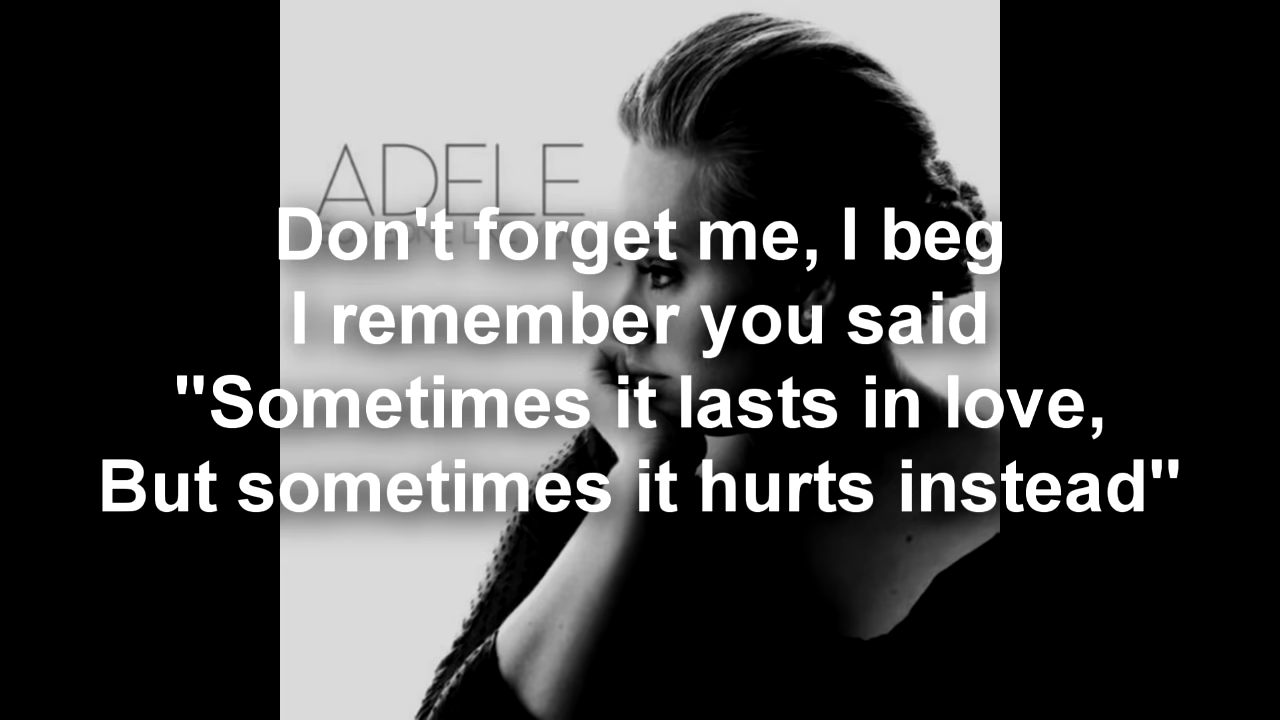 ADELE
Don't forget me, I beg
I remember you said
"Sometimes it lasts in love,
But sometimes it hurts instead"